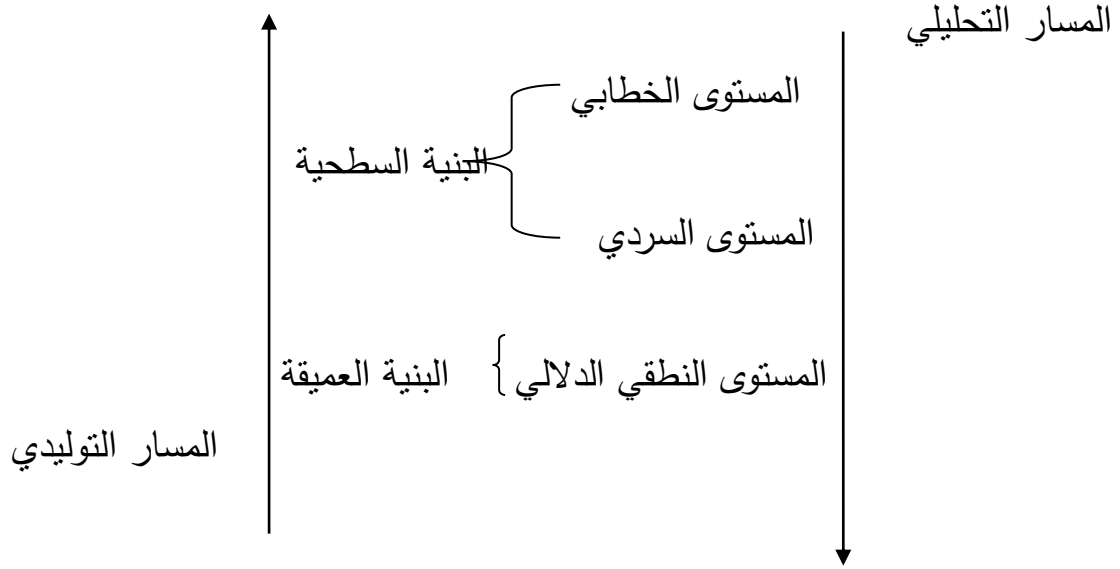 المسار التحليلي
المستوى الخطابي
البنية السطحية
المستوى السردي
المستوى النطقي الدلالي
البنية العميقة
المسار التوليدي